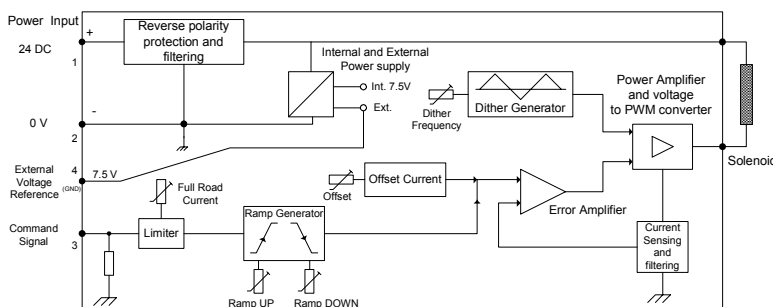 Power Input
+
24 DC
1
Reverse polarity
protection and
filtering
Internal and External
Power supply
Int. 7.5V
Ext.
-
0 V
2
4
External
Voltage
Reference
(GND)
7.5 V
Dither
Frequency
Dither Generator
Power Amplifier
and voltage
to PWM converter
Solenoid
Full Road
Current
Offset
Offset Current
Error Amplifier
Command
Signal
3
Limiter
Ramp Generator
Ramp UP
Ramp DOWN
Current
Sensing
and
filtering